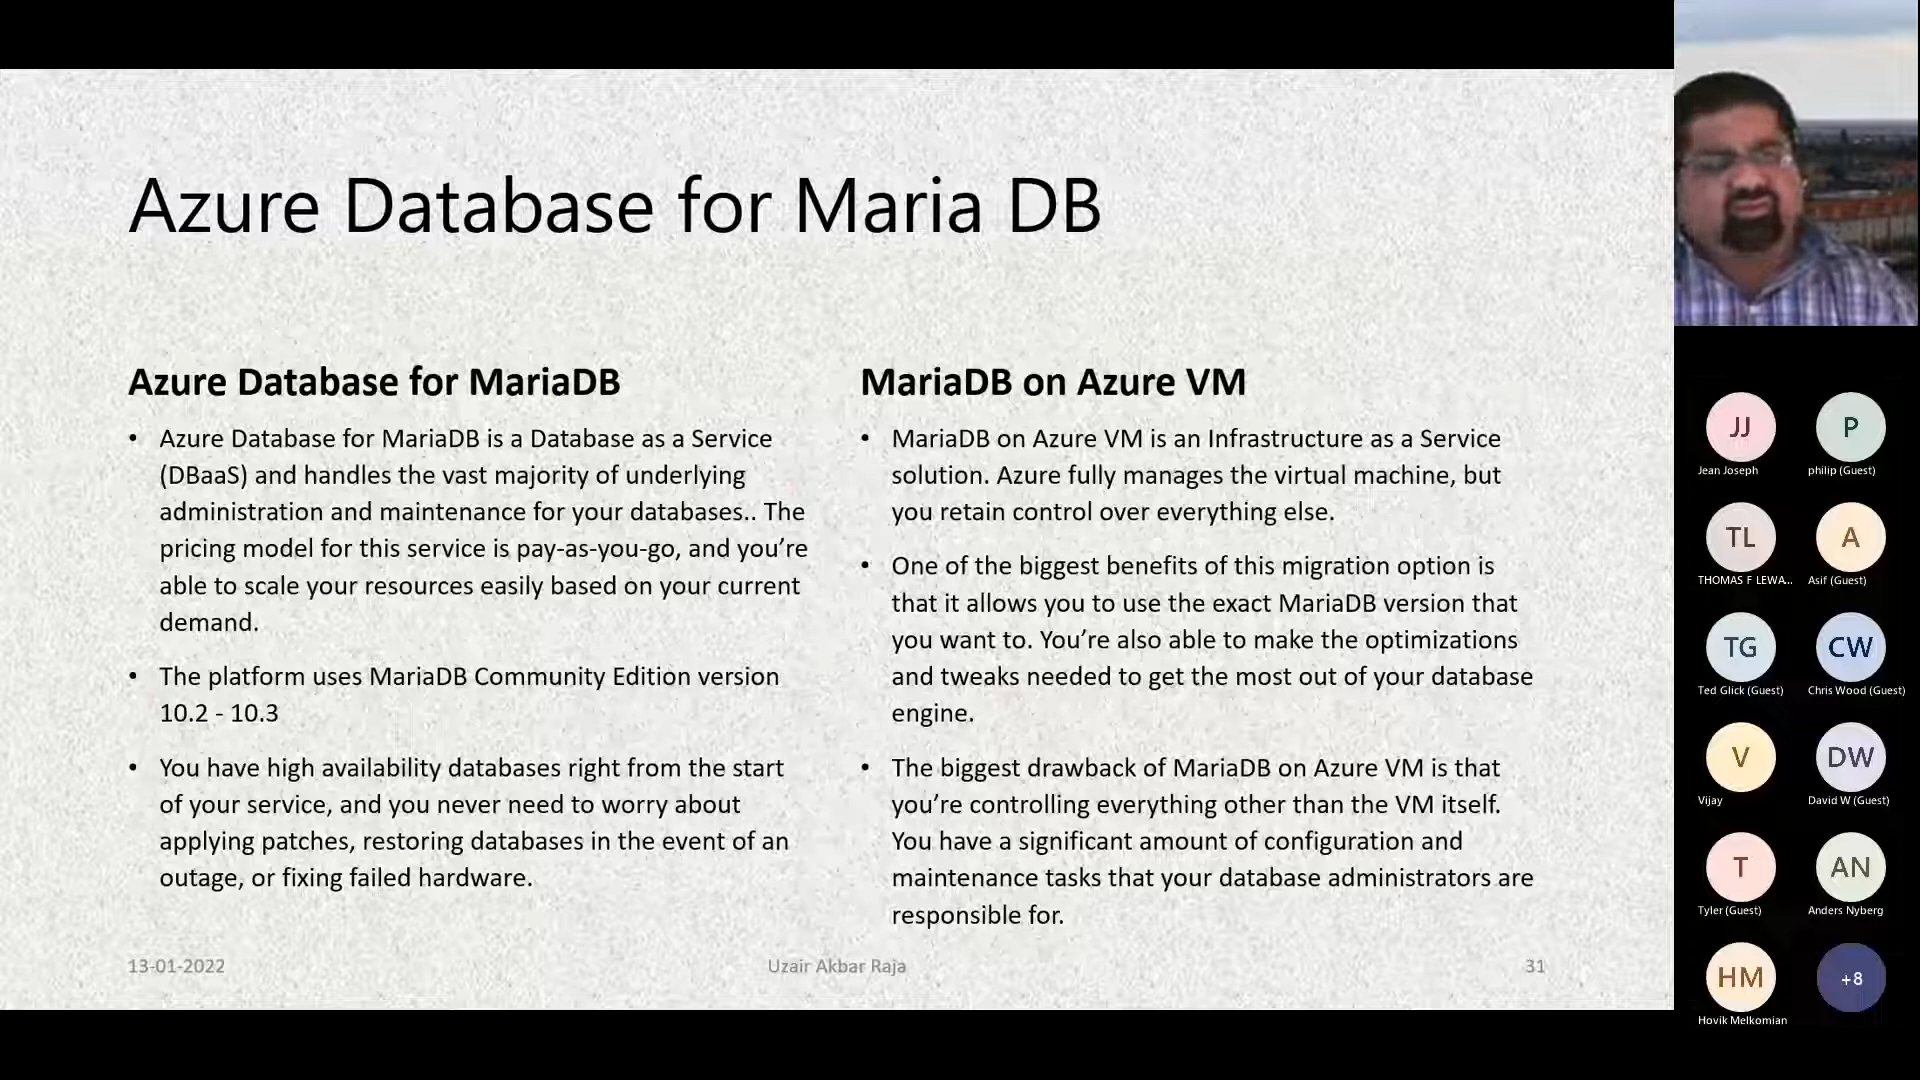 Azure Database for Maria DB
Azure Database for MariaDB
• Azure Database for MariaDB is a Database as a Service
(DBaaS) and handles the vast majority of underlying
administration and maintenance for your databases.. The
pricing model for this service is pay-as-you-go, and you’re
able to scale your resources easily based on your current
demand.
• The platform uses MariaDB Community Edition version
10.2 - 10.3
• You have high availability databases right from the start
of your service, and you never need to worry about
applying patches, restoring databases in the event of an
outage, or fixing failed hardware.
MariaDB on Azure VM
• MariaDB on Azure VM is an Infrastructure as a Service
solution. Azure fully manages the virtual machine, but
you retain control over everything else.
• One of the biggest benefits of this migration option is
that it allows you to use the exact MariaDB version that
you want to. You’re also able to make the optimizations
and tweaks needed to get the most out of your database
engine.
• The biggest drawback of MariaDB on Azure VM is that
you’re controlling everything other than the VM itself.
You have a significant amount of configuration and
maintenance tasks that your database administrators are
responsible for.
13-01-2022
Uzair Akbar Raja
31
JJ
Jean Joseph
P
philip (Guest)
TL
THOMAS F LEWA...
A
Asif (Guest)
TG
Ted Glick (Guest)
CW
Chris Wood (Guest)
V
Vijay
DW
David W (Guest)
T
Tyler (Guest)
AN
Anders Nyberg
HM
Hovik Melkomian
+8